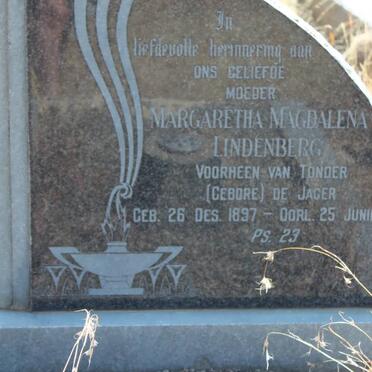 In
liefdevolle herinnering aan
ONS GELIEFDE
MOEDER
MARGARETHA MAGDALENA
LINDENBERG
VOORHEEN VAN TONDER
(GEBORE) DE JAGER
GEB. 26 DES. 1897 - OORL. 25 JUNIE
PS. 23